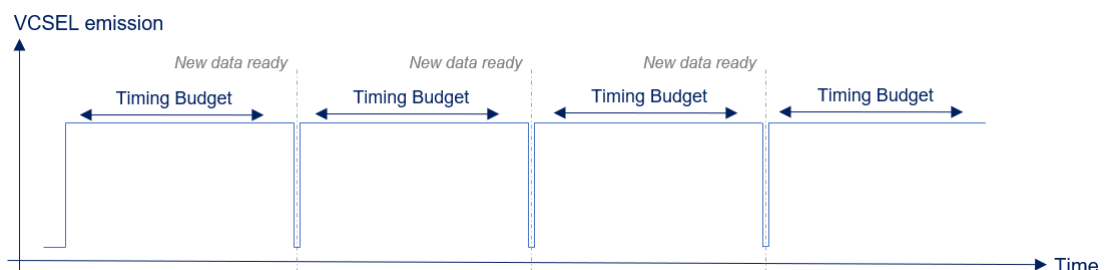 VCSEL emission
New data ready
New data ready
New data ready
Timing Budget
Timing Budget
Timing Budget
Timing Budget
Time